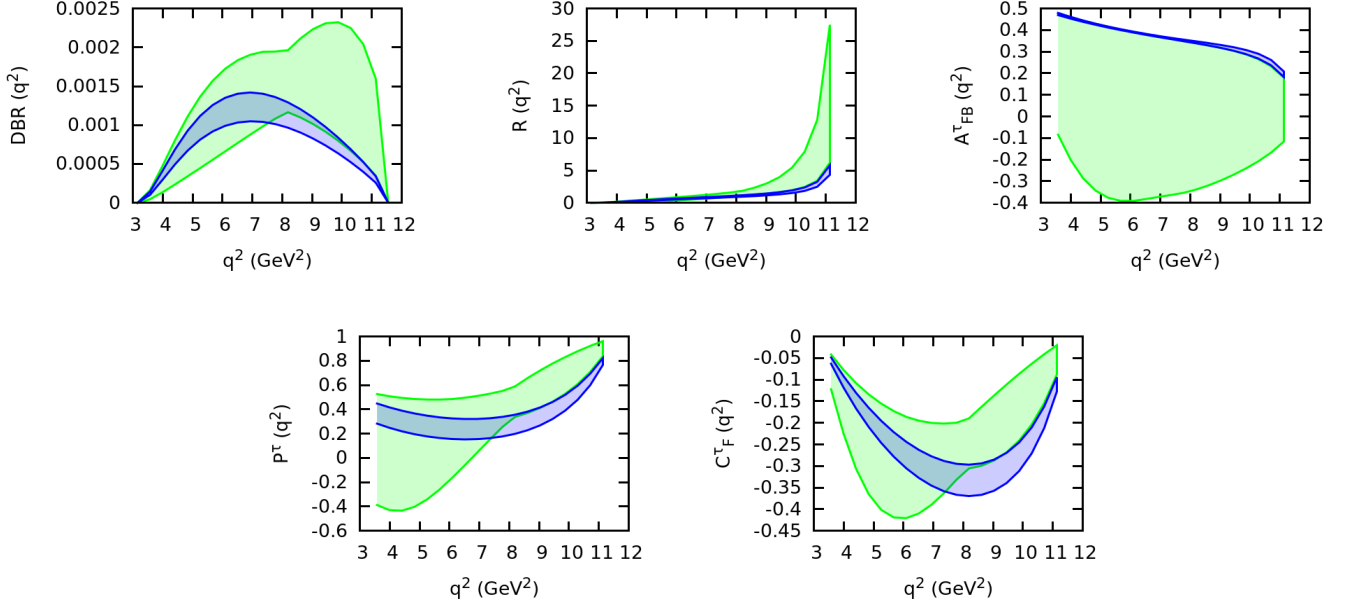 DBR (q²)
0.0025
0.002
0.0015
0.001
0.0005
0
3 4 5 6 7 8 9 10 11 12
q² (GeV²)
R (q²)
30
25
20
15
10
5
0
3 4 5 6 7 8 9 10 11 12
q² (GeV²)
A^τ_FB (q²)
0.5
0.4
0.3
0.2
0.1
0
-0.1
-0.2
-0.3
-0.4
3 4 5 6 7 8 9 10 11 12
q² (GeV²)
P^τ (q²)
1
0.8
0.6
0.4
0.2
0
-0.2
-0.4
-0.6
3 4 5 6 7 8 9 10 11 12
q² (GeV²)
C^τ_F (q²)
0
-0.05
-0.1
-0.15
-0.2
-0.25
-0.3
-0.35
-0.4
-0.45
3 4 5 6 7 8 9 10 11 12
q² (GeV²)